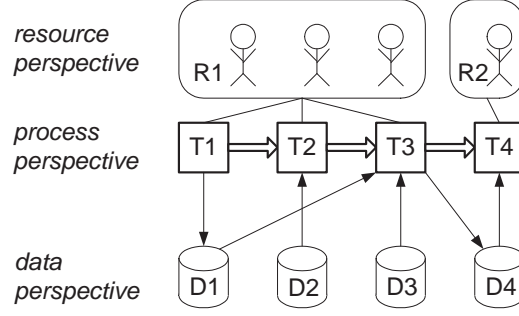 resource
perspective
R1
R2
process
perspective
T1 T2 T3 T4
data
perspective
D1 D2 D3 D4